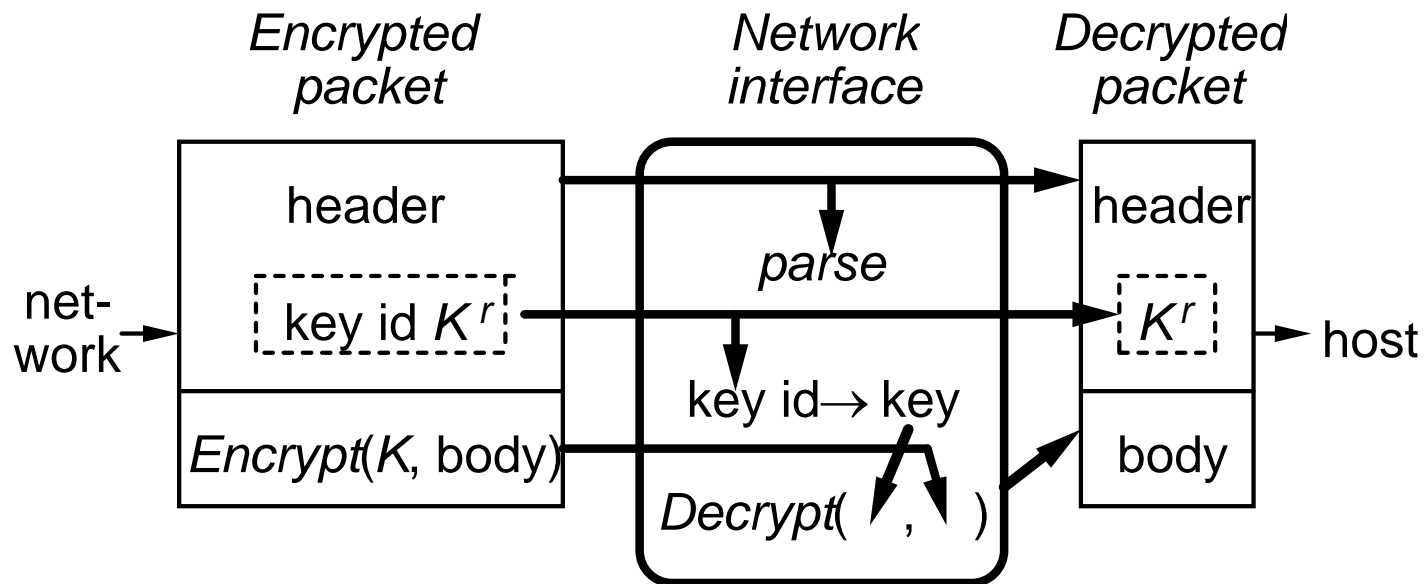 Encrypted
packet
Network
interface
Decrypted
packet
header
header
parse
net-
work
key id K r
K r
host
key id→ key
Encrypt(K, body)
body
Decrypt( , )